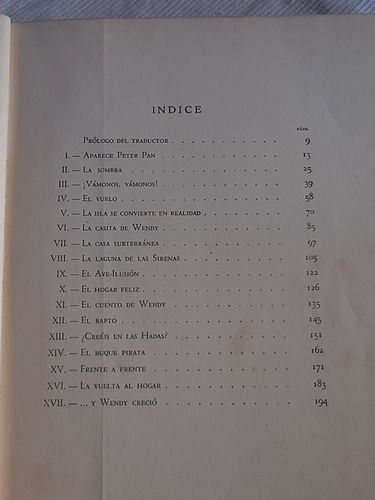 INDICE
PÁGS.
PRÓLOGO DEL TRADUCTOR . . . . . . . . . . . 9
I. — APARECE PETER PAN . . . . . . . . . . . 13
II. — LA SOMBRA . . . . . . . . . . . 25
III. — ¡VÁMONOS, VÁMONOS! . . . . . . . . . . . 39
IV. — EL VUELO . . . . . . . . . . . 58
V. — LA ISLA SE CONVIERTE EN REALIDAD . . . . . . . . 70
VI. — LA CASITA DE WENDY . . . . . . . . . . . 85
VII. — LA CASA SUBTERRÁNEA . . . . . . . . . . 97
VIII. — LA LAGUNA DE LAS SIRENAS . . . . . . . . . 105
IX. — EL AVE-ILUSIÓN . . . . . . . . . . . 122
X. — EL HOGAR FELIZ . . . . . . . . . . . 126
XI. — EL CUENTO DE WENDY . . . . . . . . . . 135
XII. — EL RAPTO . . . . . . . . . . . 145
XIII. — ¿CREÉIS EN LAS HADAS? . . . . . . . . . . 151
XIV. — EL BUQUE PIRATA . . . . . . . . . . . 162
XV. — FRENTE A FRENTE . . . . . . . . . . . 171
XVI. — LA VUELTA AL HOGAR . . . . . . . . . . 183
XVII. — ... Y WENDY CRECIÓ . . . . . . . . . . 194